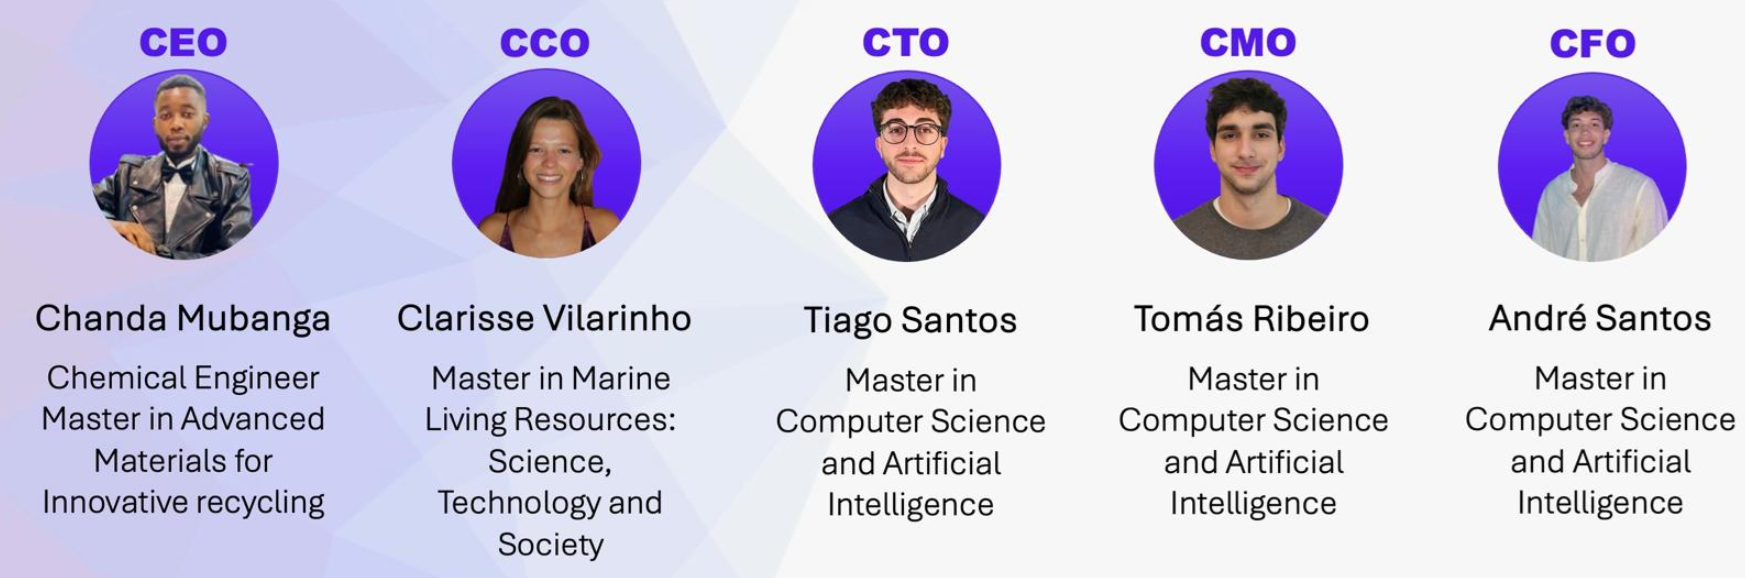 CEO
CCO
CTO
CMO
CFO
Chanda Mubanga
Clarisse Vilarinho
Tiago Santos
Tomás Ribeiro
André Santos
Chemical Engineer
Master in Advanced
Materials for
Innovative recycling
Master in Marine
Living Resources:
Science,
Technology and
Society
Master in
Computer Science
and Artificial
Intelligence
Master in
Computer Science
and Artificial
Intelligence
Master in
Computer Science
and Artificial
Intelligence